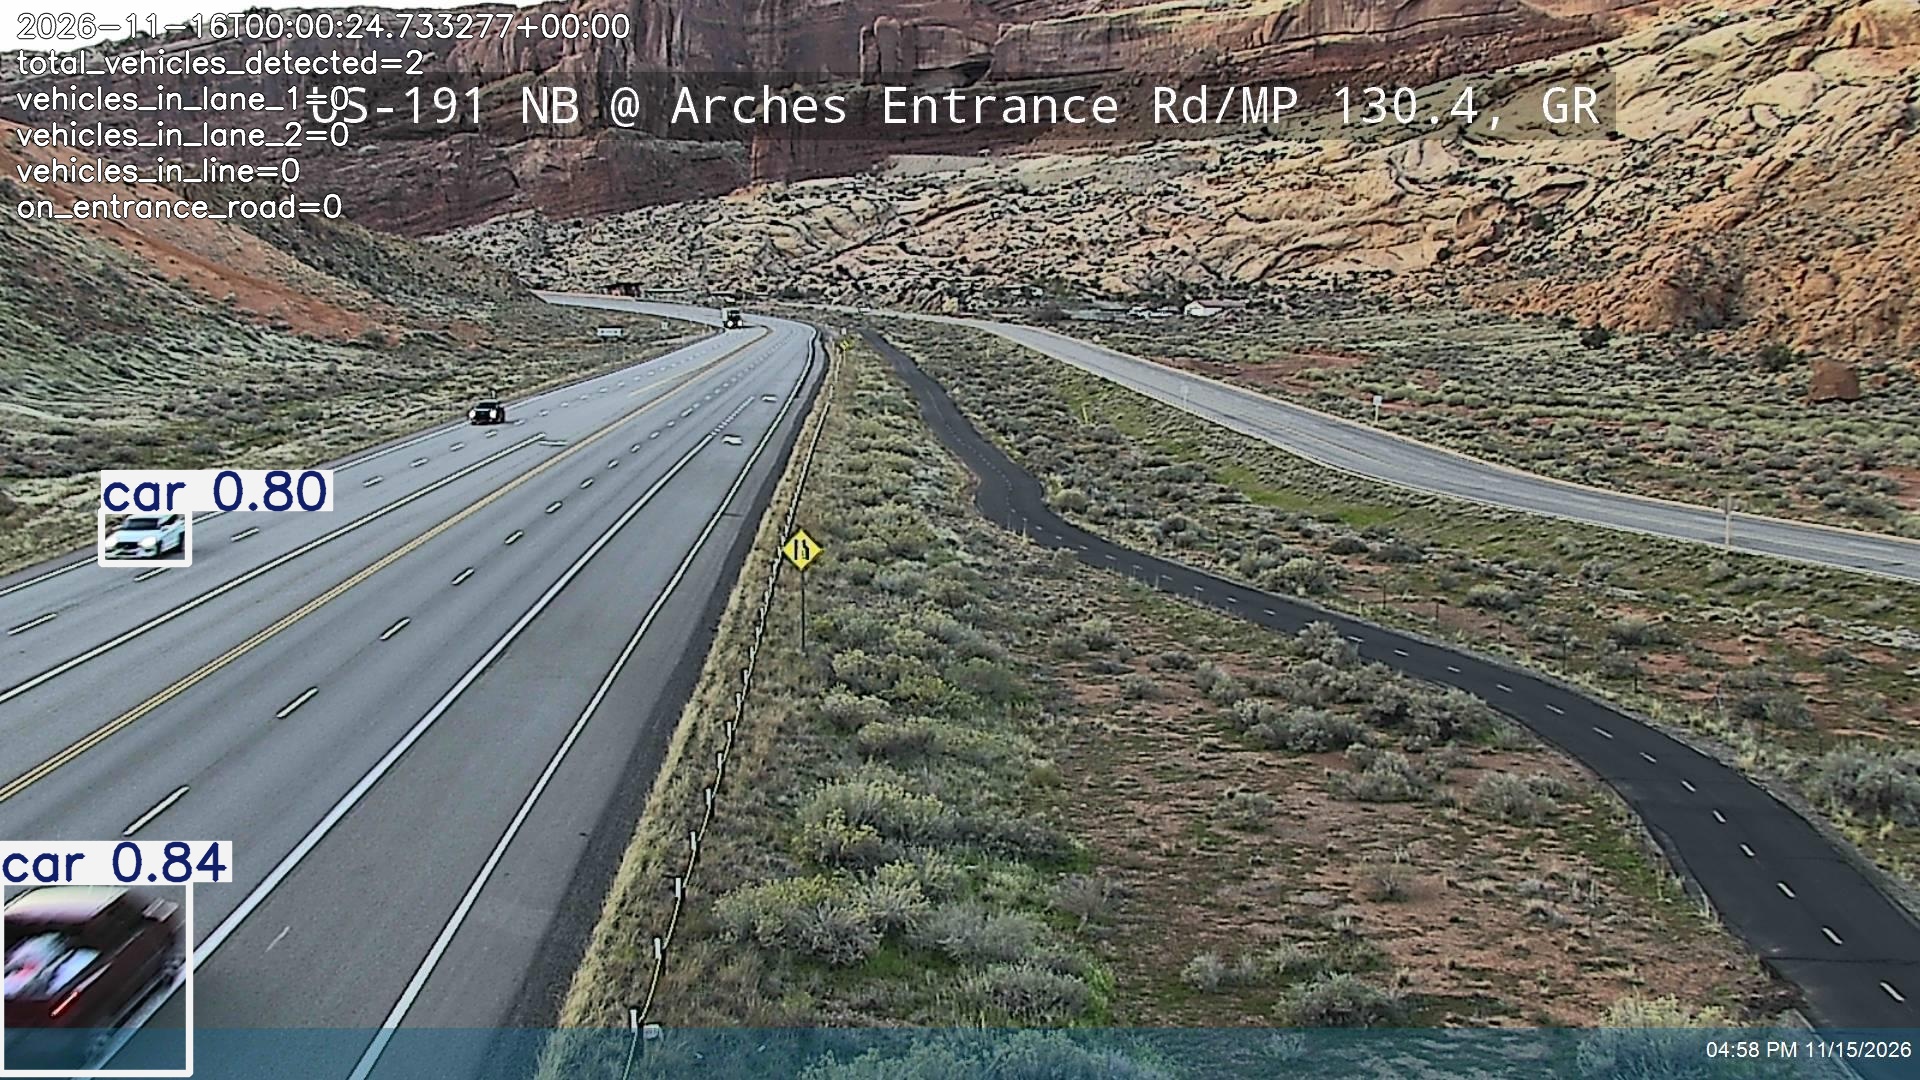 2026-11-16T00:00:24.733277+00:00
total_vehicles_detected=2
vehicles_in_lane_1=0
US-191 NB @ Arches Entrance Rd/MP 130.4, GR
vehicles_in_lane_2=0
vehicles_in_line=0
on_entrance_road=0
car 0.80
car 0.84
04:58 PM 11/15/2026